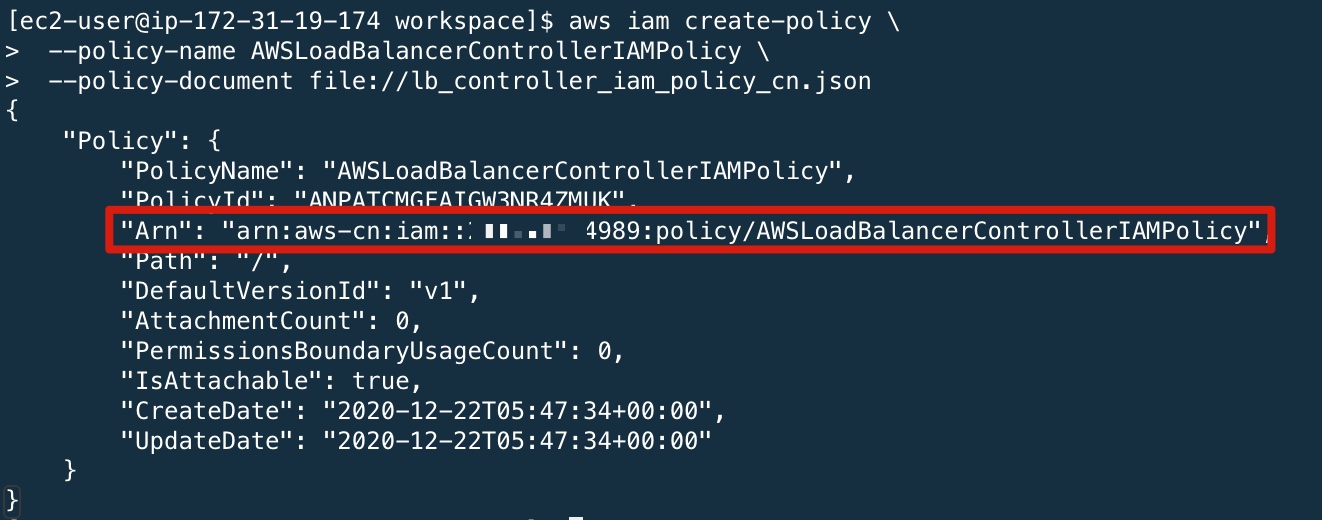 [ec2-user@ip-172-31-19-174 workspace]$ aws iam create-policy \
>  --policy-name AWSLoadBalancerControllerIAMPolicy \
>  --policy-document file://lb_controller_iam_policy_cn.json
{
    "Policy": {
        "PolicyName": "AWSLoadBalancerControllerIAMPolicy",
        "PolicyId": "ANPATCMGEAIGW3NR4ZMUK",
        "Arn": "arn:aws-cn:iam:: 4989:policy/AWSLoadBalancerControllerIAMPolicy",
        "Path": "/",
        "DefaultVersionId": "v1",
        "AttachmentCount": 0,
        "PermissionsBoundaryUsageCount": 0,
        "IsAttachable": true,
        "CreateDate": "2020-12-22T05:47:34+00:00",
        "UpdateDate": "2020-12-22T05:47:34+00:00"
    }
}